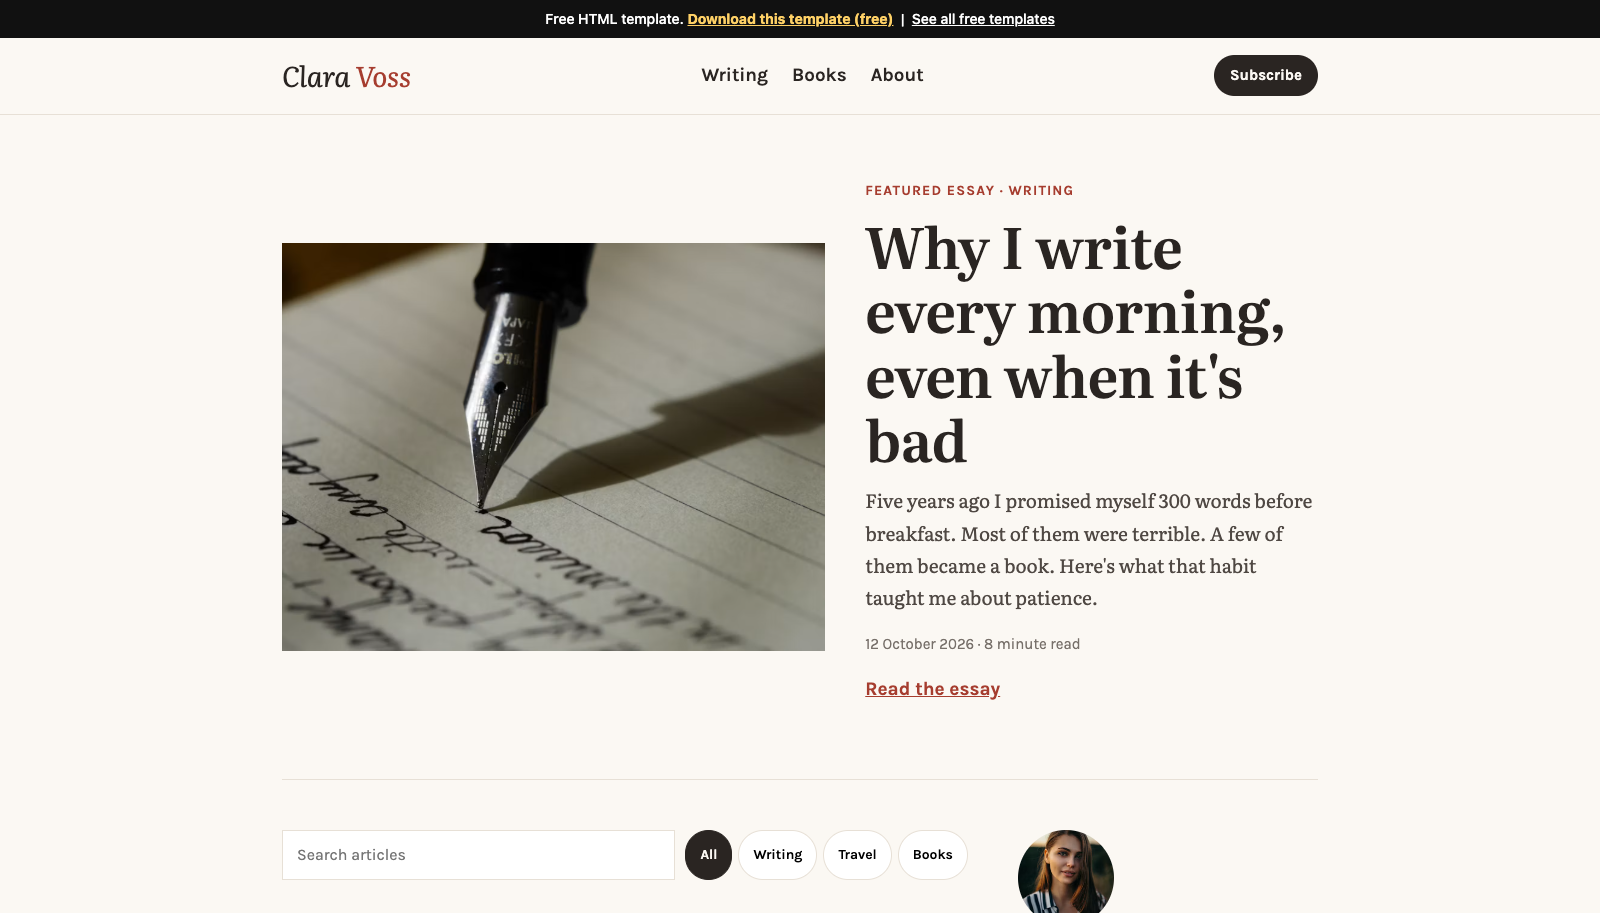 Free HTML template. Download this template (free) | See all free templates
Clara Voss
Writing Books About
Subscribe
FEATURED ESSAY · WRITING
Why I write
every morning,
even when it's
bad
Five years ago I promised myself 300 words before
breakfast. Most of them were terrible. A few of
them became a book. Here's what that habit
taught me about patience.
12 October 2026 · 8 minute read
Read the essay
Search articles
All Writing Travel Books
JAPAN